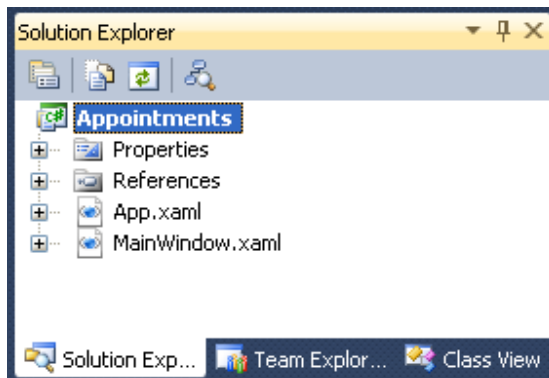 Solution Explorer
C# Appointments
Properties
References
App.xaml
MainWindow.xaml
Solution Exp... Team Explor... Class View